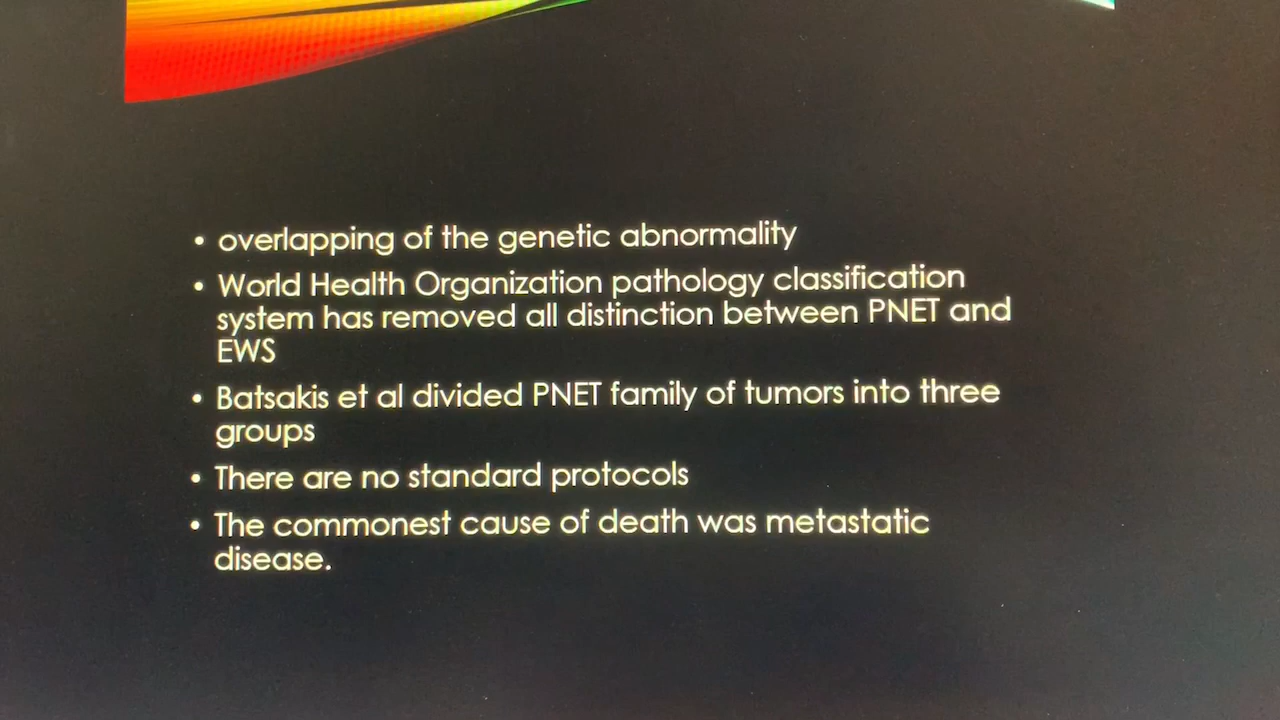 • overlapping of the genetic abnormality
• World Health Organization pathology classification
system has removed all distinction between PNET and
EWS
• Batsakis et al divided PNET family of tumors into three
groups
• There are no standard protocols
• The commonest cause of death was metastatic
disease.